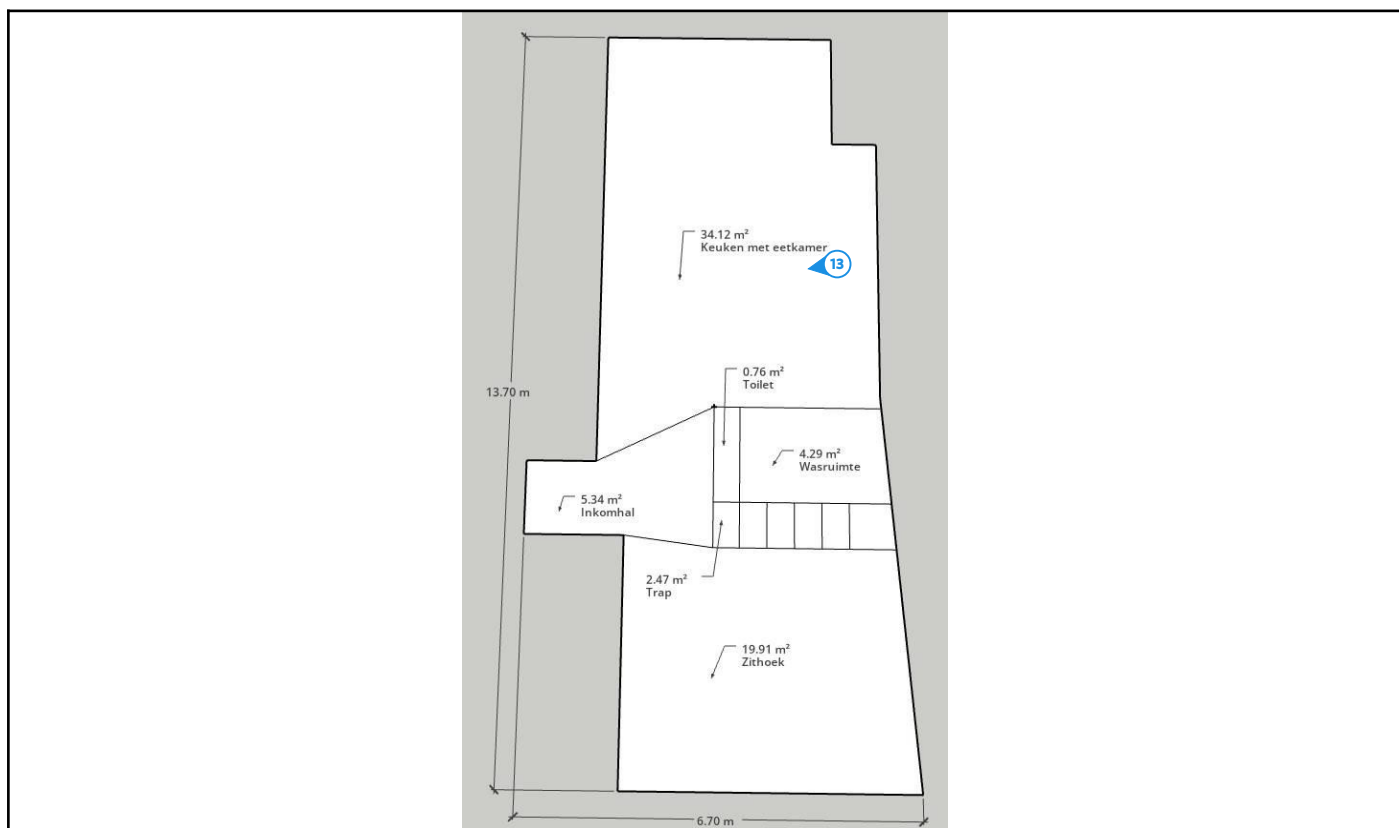 34.12 m²
Keuken met eetkamer
13
0.76 m²
Toilet
13.70 m
4.29 m²
Wasruimte
5.34 m²
Inkomhal
2.47 m²
Trap
19.91 m²
Zithoek
6.70 m